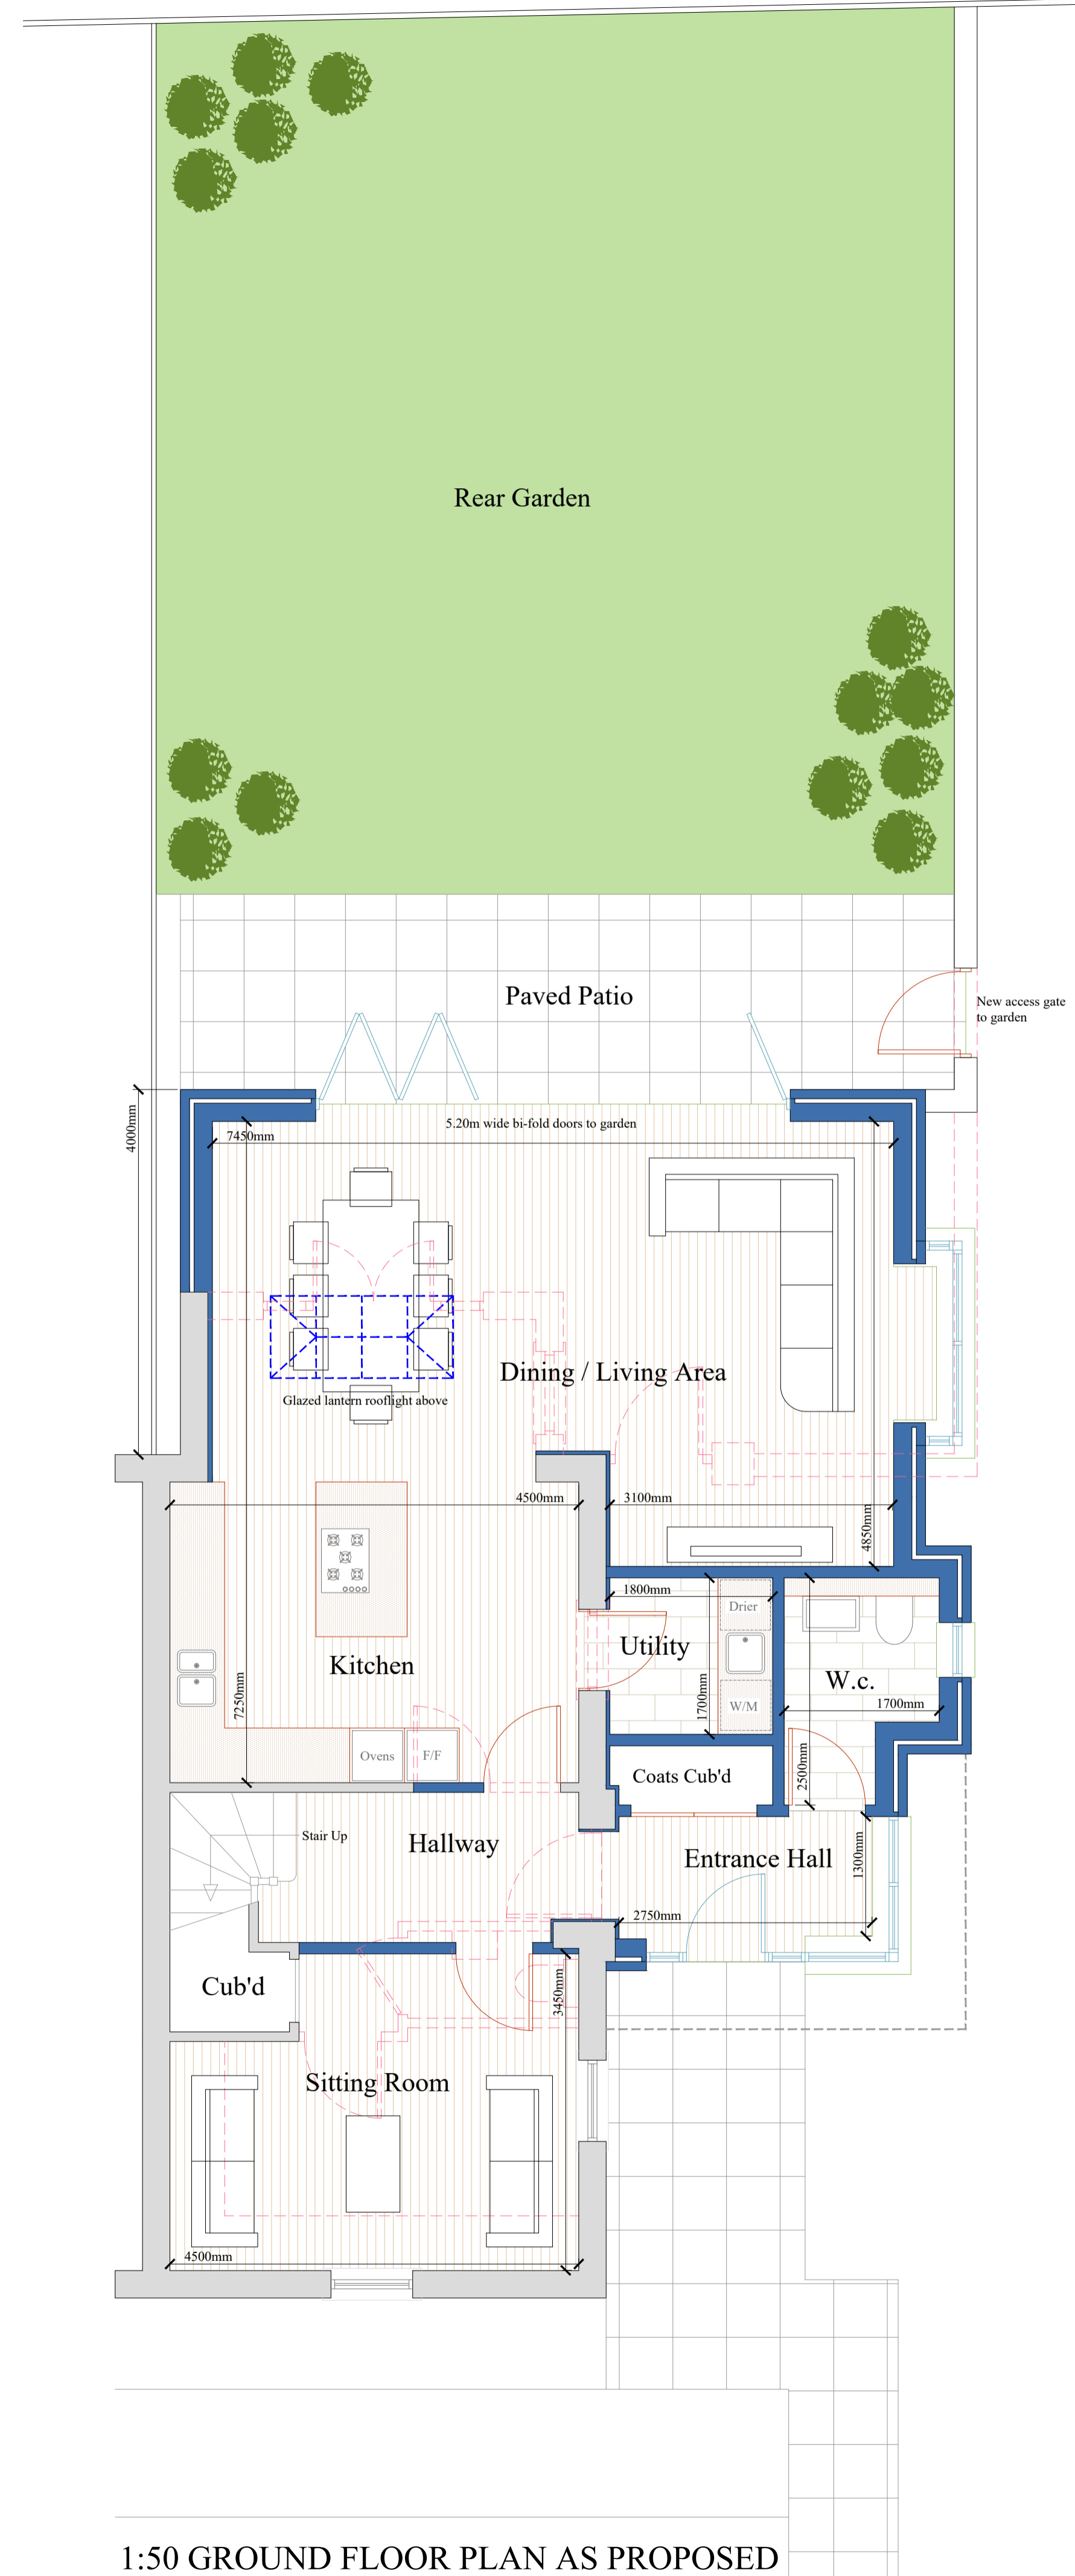 Rear Garden
Paved Patio
New access gate
to garden
4000mm
5.20m wide bi-fold doors to garden
7450mm
Dining / Living Area
Glazed lantern rooflight above
4500mm
3100mm
4850mm
1800mm
Drier
Utility
Kitchen
W.c.
7250mm
1700mm
W/M
1700mm
Ovens
F/F
2500mm
Coats Cub'd
Stair Up
Hallway
Entrance Hall
1300mm
2750mm
Cub'd
3450mm
Sitting Room
4500mm
1:50 GROUND FLOOR PLAN AS PROPOSED